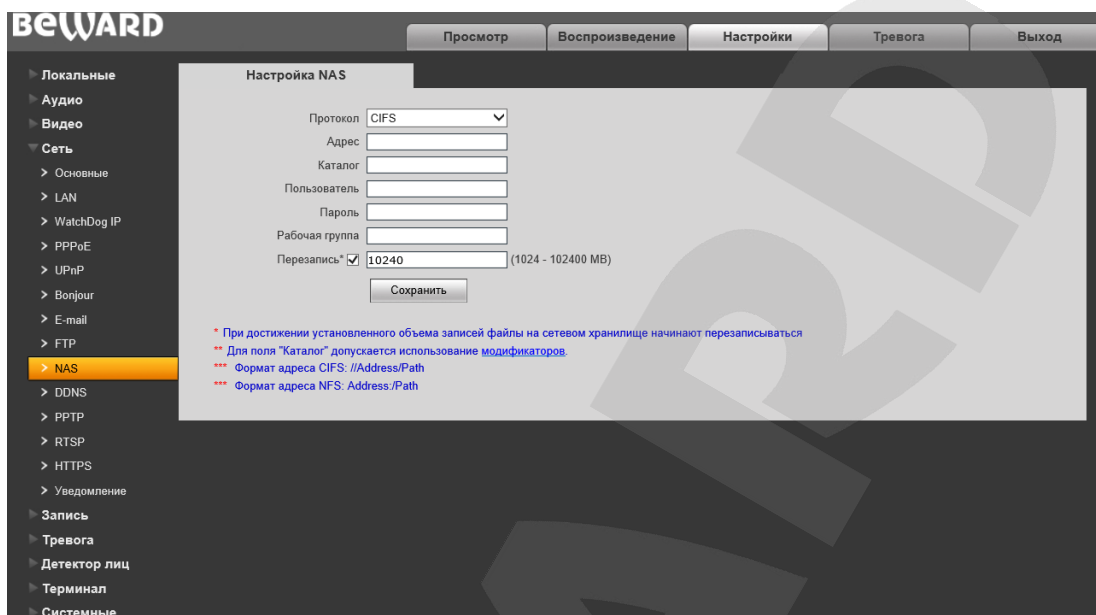 BEWARD
Просмотр
Воспроизведение
Настройки
Тревога
Выход
Локальные
Аудио
Видео
Сеть
Основные
LAN
WatchDog IP
PPPoE
UPnP
Bonjour
E-mail
FTP
NAS
DDNS
PPTP
RTSP
HTTPS
Уведомление
Запись
Тревога
Детектор лиц
Терминал
Системные
Настройка NAS
Протокол CIFS
Адрес
Каталог
Пользователь
Пароль
Рабочая группа
Перезапись* 10240 (1024 - 102400 MB)
Сохранить
* При достижении установленного объема записей файлы на сетевом хранилище начинают перезаписываться
** Для поля "Каталог" допускается использование модификаторов.
*** Формат адреса CIFS: //Address/Path
*** Формат адреса NFS: Address:/Path